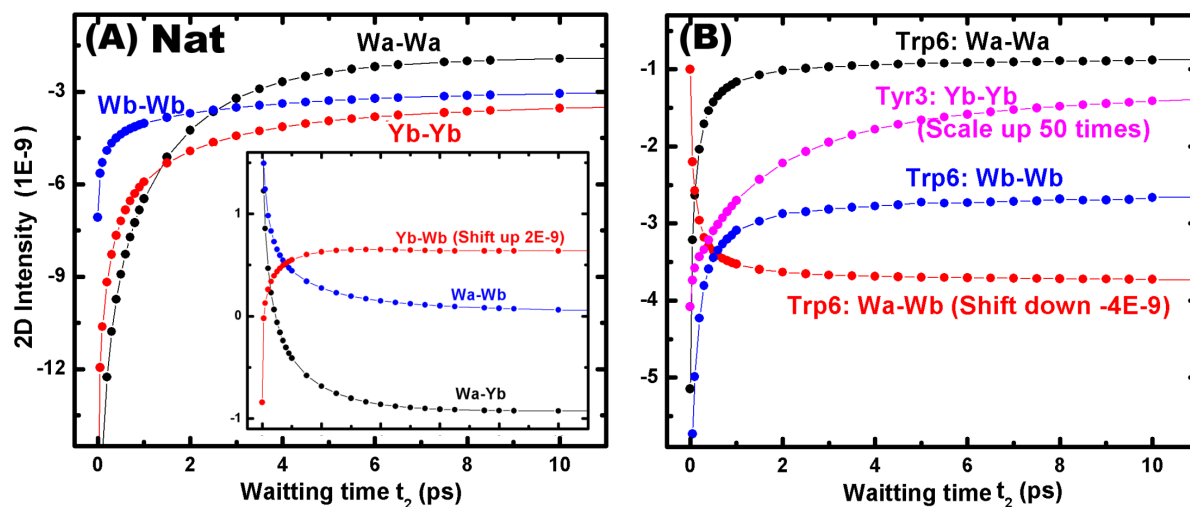 (A) Nat
Wa-Wa
Wb-Wb
Yb-Yb
2D Intensity (1E-9)
-3
-6
-9
-12
0
2
4
6
8
10
Waitting time t2 (ps)
1
0
-1
Yb-Wb (Shift up 2E-9)
Wa-Wb
Wa-Yb
(B)
Trp6: Wa-Wa
Tyr3: Yb-Yb
(Scale up 50 times)
Trp6: Wb-Wb
Trp6: Wa-Wb (Shift down -4E-9)
-1
-2
-3
-4
-5
0
2
4
6
8
10
Waitting time t2 (ps)